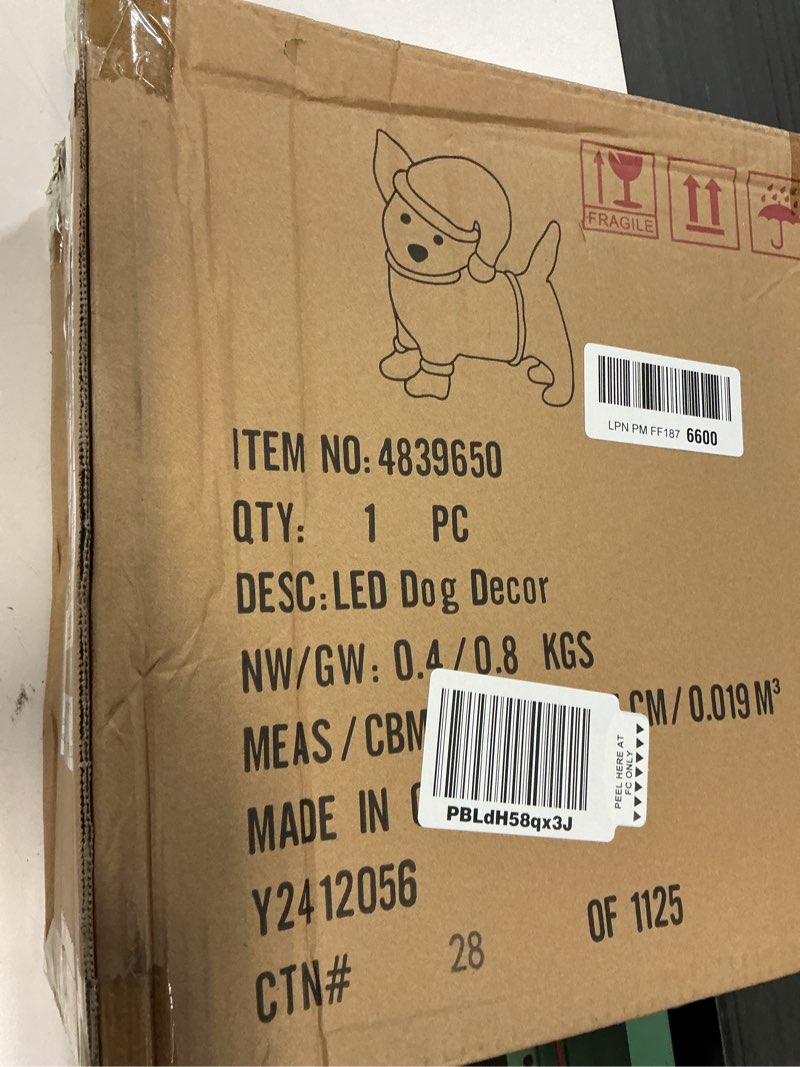 FRAGILE
LPN PM FF187 6600
ITEM NO: 4839650
QTY: 1 PC
DESC: LED Dog Decor
NW/GW: 0.4/0.8 KGS
MEAS/CBM CM/0.019 M³
PEEL HERE AT
FC ONLY
PBLdH58qx3J
MADE IN
Y2412056
CTN# 28 OF 1125